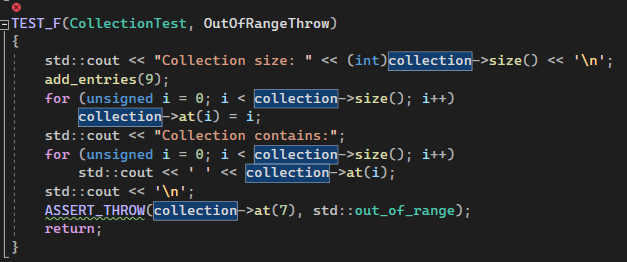 TEST_F(CollectionTest, OutOfRangeThrow)
{
    std::cout << "Collection size: " << (int)collection->size() << '\n';
    add_entries(9);
    for (unsigned i = 0; i < collection->size(); i++)
        collection->at(i) = i;
    std::cout << "Collection contains:";
    for (unsigned i = 0; i < collection->size(); i++)
        std::cout << ' ' << collection->at(i);
    std::cout << '\n';
    ASSERT_THROW(collection->at(7), std::out_of_range);
    return;
}